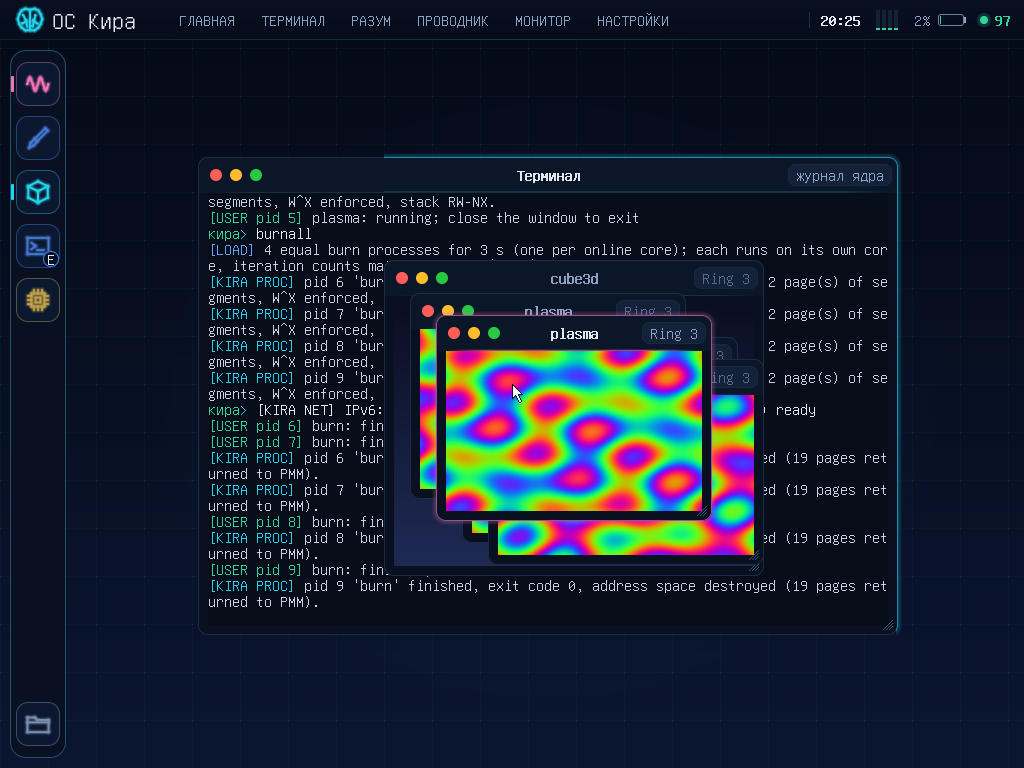 ОС Кира
ГЛАВНАЯ ТЕРМИНАЛ РАЗУМ ПРОВОДНИК МОНИТОР НАСТРОЙКИ
20:25 2% 97
E
Терминал журнал ядра
segments, W^X enforced, stack RW-NX.
[USER pid 5] plasma: running; close the window to exit
кира> burnall
[LOAD] 4 equal burn processes for 3 s (one per online core); each runs on its own cor
e, iteration counts
[KIRA PROC] pid 6 'bur 2 page(s) of se
gments, W^X enforced,
[KIRA PROC] pid 7 'bur 2 page(s) of se
gments, W^X enforced,
[KIRA PROC] pid 8 'bur 2 page(s) of se
gments, W^X enforced,
[KIRA PROC] pid 9 'bur 2 page(s) of se
gments, W^X enforced,
кира> [KIRA NET] IPv6: ready
[USER pid 6] burn: fin
[USER pid 7] burn: fin
[KIRA PROC] pid 6 'bur ed (19 pages ret
urned to PMM).
[KIRA PROC] pid 7 'bur ed (19 pages ret
urned to PMM).
[USER pid 8] burn: fin
[KIRA PROC] pid 8 'bur ed (19 pages ret
urned to PMM).
[USER pid 9] burn: fin
[KIRA PROC] pid 9 'burn' finished, exit code 0, address space destroyed (19 pages ret
urned to PMM).
cube3d Ring 3
plasma Ring 3
plasma Ring 3
3
ing 3